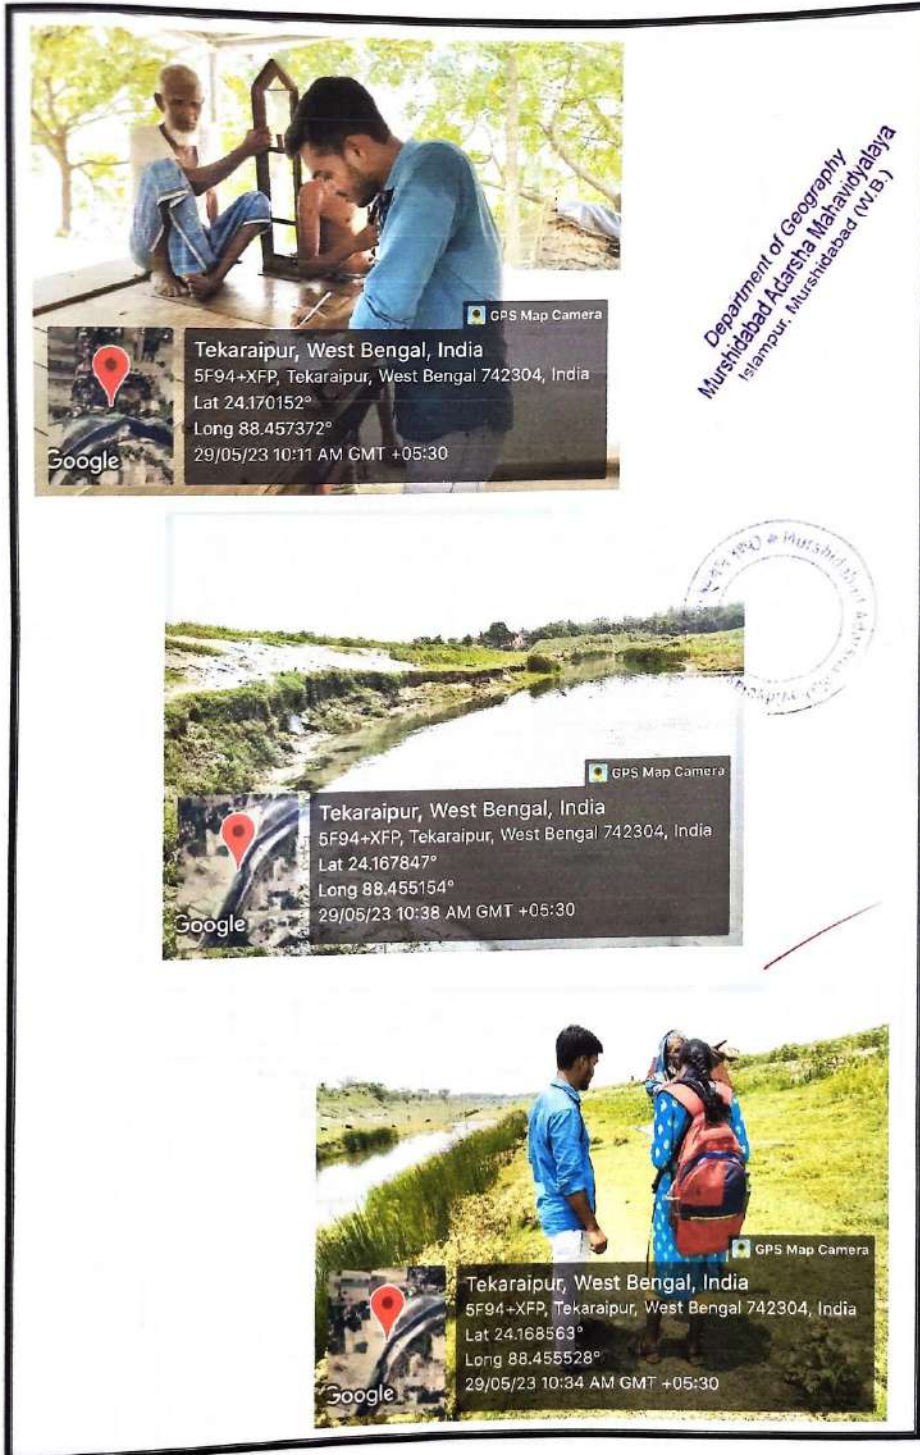 GPS Map Camera
Tekaraipur, West Bengal, India
5F94+XFP, Tekaraipur, West Bengal 742304, India
Lat 24.170152°
Long 88.457372°
29/05/23 10:11 AM GMT +05:30
Google
Department of Geography
Murshidabad Adarsha Mahavidyalaya
Islampur, Murshidabad (W.B.)
Murshidabad Adarsha
GPS Map Camera
Tekaraipur, West Bengal, India
5F94+XFP, Tekaraipur, West Bengal 742304, India
Lat 24.167847°
Long 88.455154°
29/05/23 10:38 AM GMT +05:30
Google
GPS Map Camera
Tekaraipur, West Bengal, India
5F94+XFP, Tekaraipur, West Bengal 742304, India
Lat 24.168563°
Long 88.455528°
29/05/23 10:34 AM GMT +05:30
Google